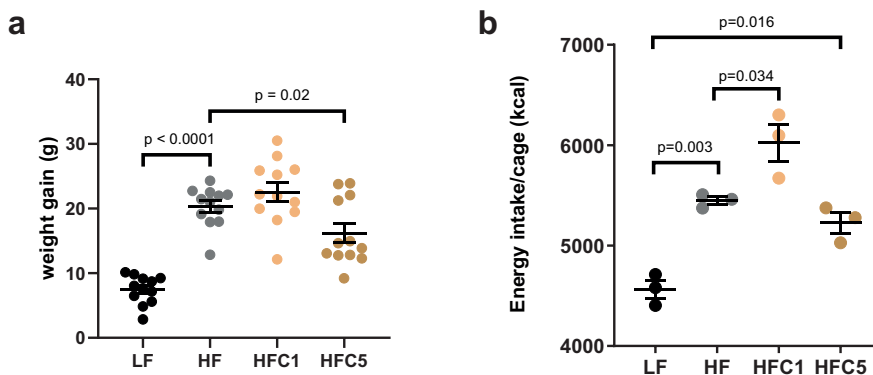 a
weight gain (g)
40
30
20
10
0
p < 0.0001
p = 0.02
LF HF HFC1 HFC5
b
Energy intake/cage (kcal)
7000
6000
5000
4000
p=0.016
p=0.034
p=0.003
LF HF HFC1 HFC5